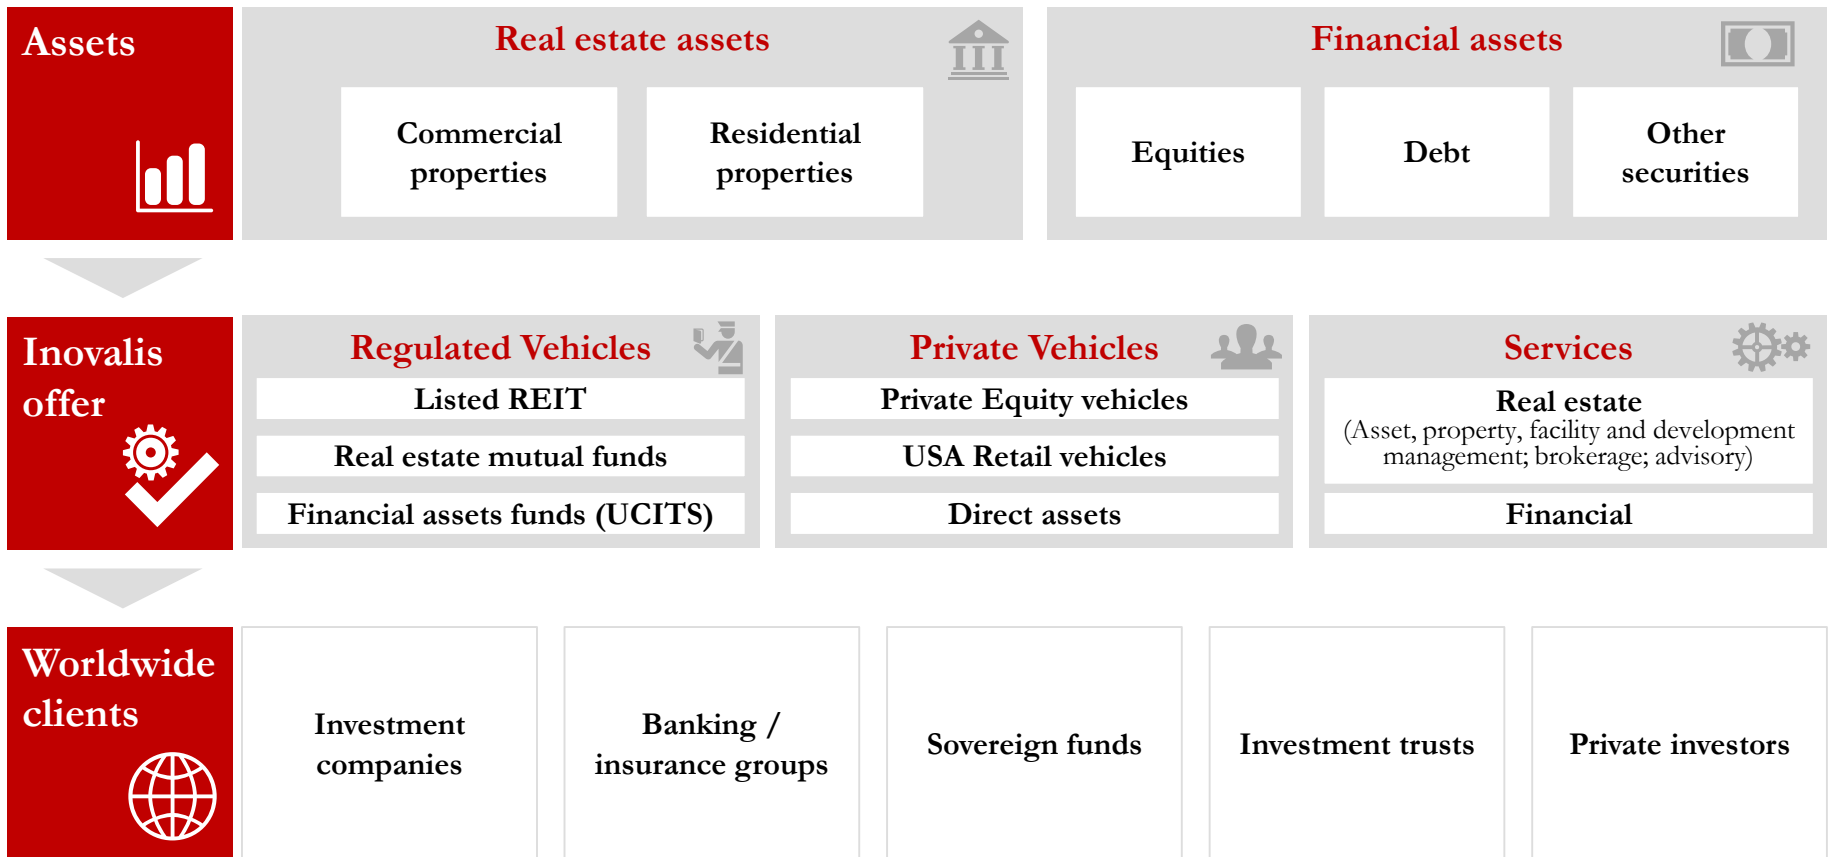 Assets
Real estate assets
Commercial
properties
Residential
properties
Financial assets
Equities
Debt
Other
securities
Inovalis
offer
Regulated Vehicles
Listed REIT
Real estate mutual funds
Financial assets funds (UCITS)
Private Vehicles
Private Equity vehicles
USA Retail vehicles
Direct assets
Services
Real estate
(Asset, property, facility and development
management; brokerage; advisory)
Financial
Worldwide
clients
Investment
companies
Banking /
insurance groups
Sovereign funds
Investment trusts
Private investors